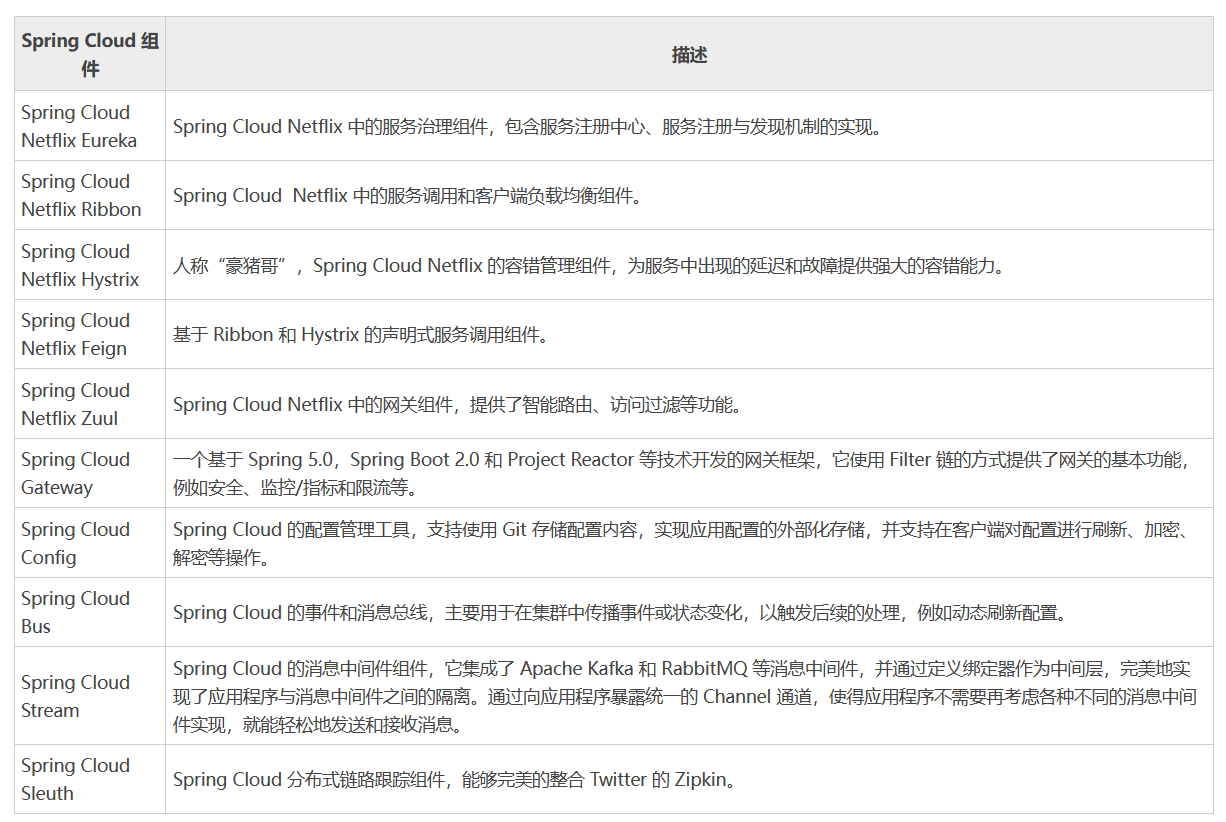 Spring Cloud 组
件
描述
Spring Cloud
Netflix Eureka
Spring Cloud Netflix 中的服务治理组件，包含服务注册中心、服务注册与发现机制的实现。
Spring Cloud
Netflix Ribbon
Spring Cloud  Netflix 中的服务调用和客户端负载均衡组件。
Spring Cloud
Netflix Hystrix
人称“豪猪哥”，Spring Cloud Netflix 的容错管理组件，为服务中出现的延迟和故障提供强大的容错能力。
Spring Cloud
Netflix Feign
基于 Ribbon 和 Hystrix 的声明式服务调用组件。
Spring Cloud
Netflix Zuul
Spring Cloud Netflix 中的网关组件，提供了智能路由、访问过滤等功能。
Spring Cloud
Gateway
一个基于 Spring 5.0，Spring Boot 2.0 和 Project Reactor 等技术开发的网关框架，它使用 Filter 链的方式提供了网关的基本功能，
例如安全、监控/指标和限流等。
Spring Cloud
Config
Spring Cloud 的配置管理工具，支持使用 Git 存储配置内容，实现应用配置的外部化存储，并支持在客户端对配置进行刷新、加密、
解密等操作。
Spring Cloud
Bus
Spring Cloud 的事件和消息总线，主要用于在集群中传播事件或状态变化，以触发后续的处理，例如动态刷新配置。
Spring Cloud
Stream
Spring Cloud 的消息中间件组件，它集成了 Apache Kafka 和 RabbitMQ 等消息中间件，并通过定义绑定器作为中间层，完美地实
现了应用程序与消息中间件之间的隔离。通过向应用程序暴露统一的 Channel 通道，使得应用程序不需要再考虑各种不同的消息中间
件实现，就能轻松地发送和接收消息。
Spring Cloud
Sleuth
Spring Cloud 分布式链路跟踪组件，能够完美的整合 Twitter 的 Zipkin。